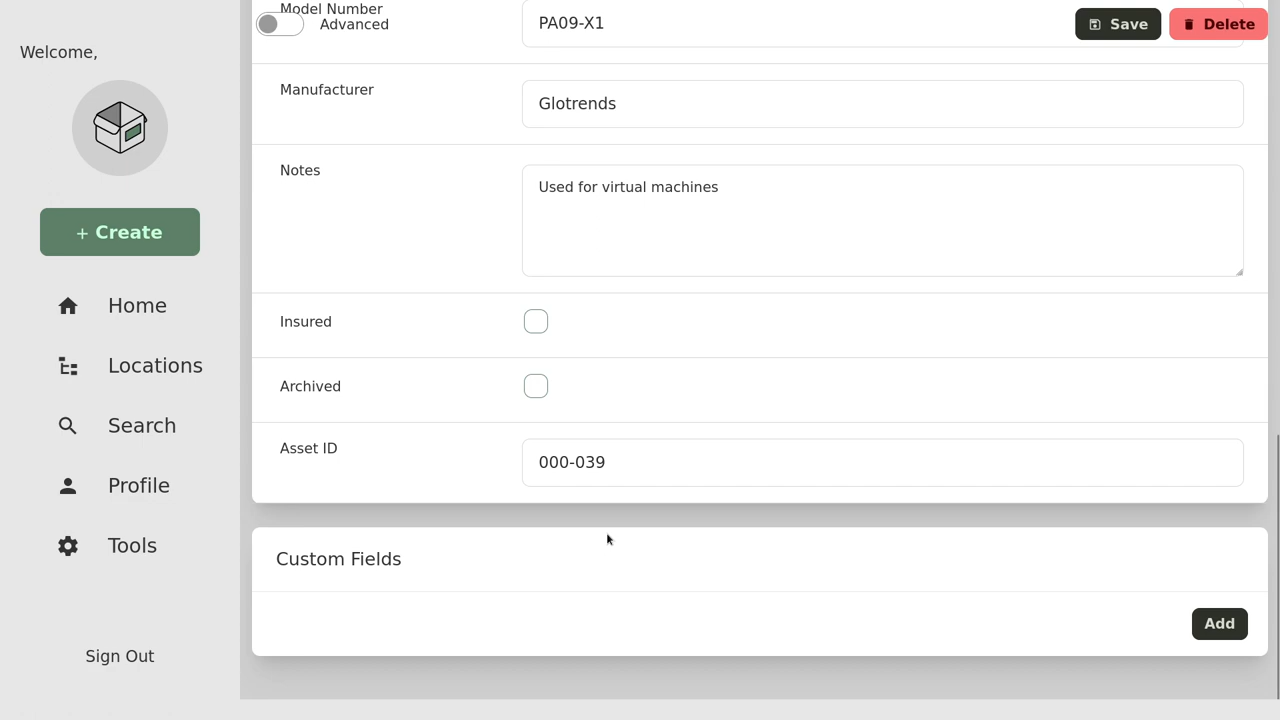 Model Number
Advanced
PA09-X1
Save
Delete
Welcome,
Manufacturer
Glotrends
Notes
Used for virtual machines
+ Create
Home
Insured
Locations
Archived
Search
Asset ID
000-039
Profile
Tools
Custom Fields
Add
Sign Out